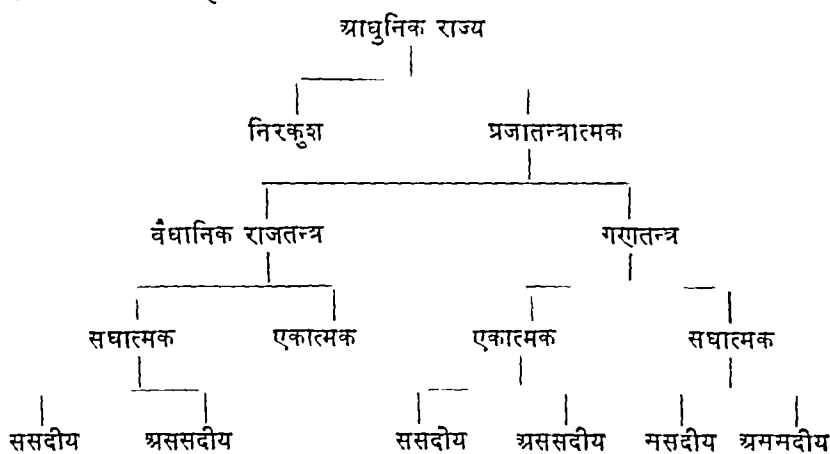 आधुनिक राज्य
निरकुश प्रजातन्त्रात्मक
वैधानिक राजतन्त्र गणतन्त्र
सघात्मक एकात्मक एकात्मक सघात्मक
ससदीय अससदीय ससदीय अससदीय मसदीय अममदीय